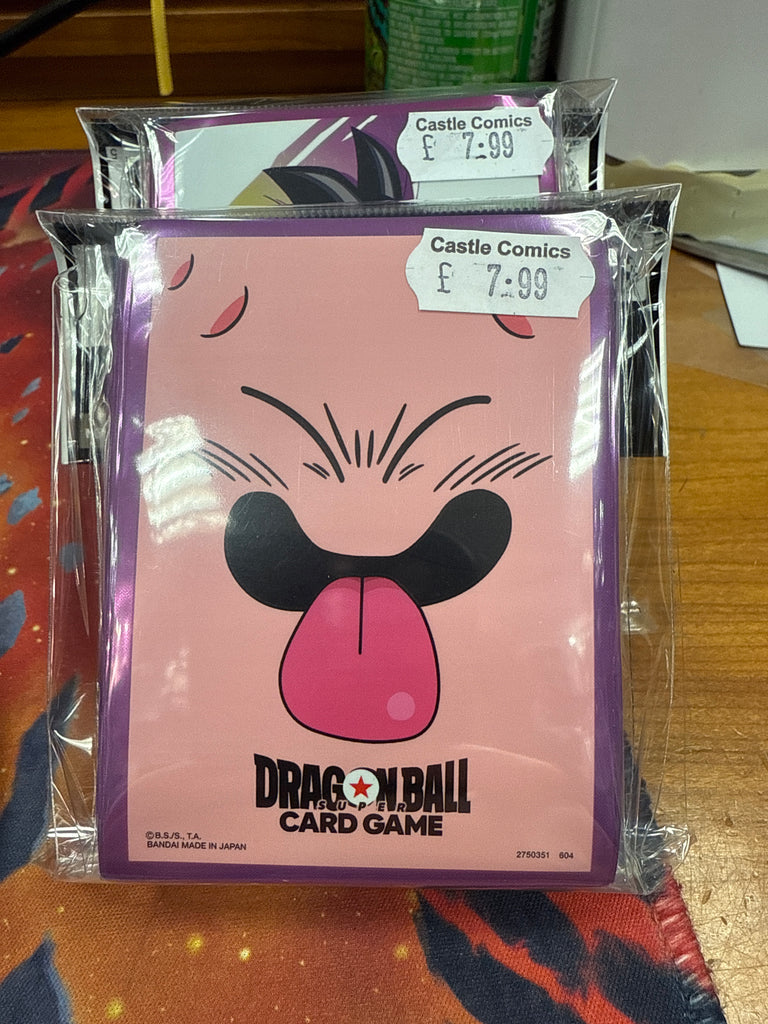 Castle Comics
£ 7.99
Castle Comics
£ 7.99
DRAGON BALL
SUPER
CARD GAME
©B.S./S., T.A.
BANDAI MADE IN JAPAN
2750351 604